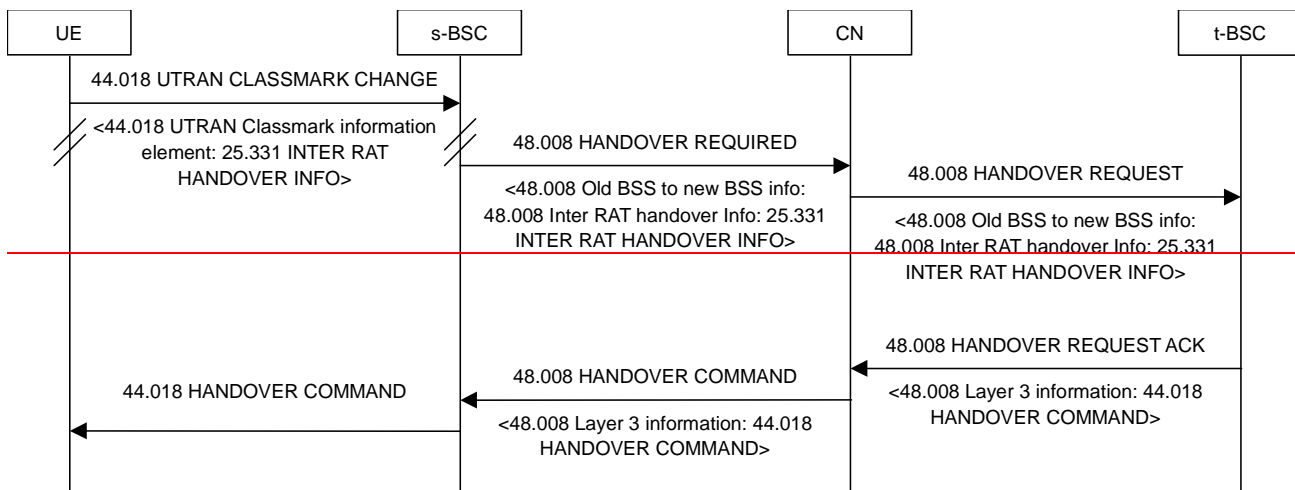 UE
s-BSC
CN
t-BSC
44.018 UTRAN CLASSMARK CHANGE
<44.018 UTRAN Classmark information
element: 25.331 INTER RAT
HANDOVER INFO>
48.008 HANDOVER REQUIRED
<48.008 Old BSS to new BSS info:
48.008 Inter RAT handover Info: 25.331
INTER RAT HANDOVER INFO>
48.008 HANDOVER REQUEST
<48.008 Old BSS to new BSS info:
48.008 Inter RAT handover Info: 25.331
INTER RAT HANDOVER INFO>
48.008 HANDOVER REQUEST ACK
<48.008 Layer 3 information: 44.018
HANDOVER COMMAND>
48.008 HANDOVER COMMAND
<48.008 Layer 3 information: 44.018
HANDOVER COMMAND>
44.018 HANDOVER COMMAND